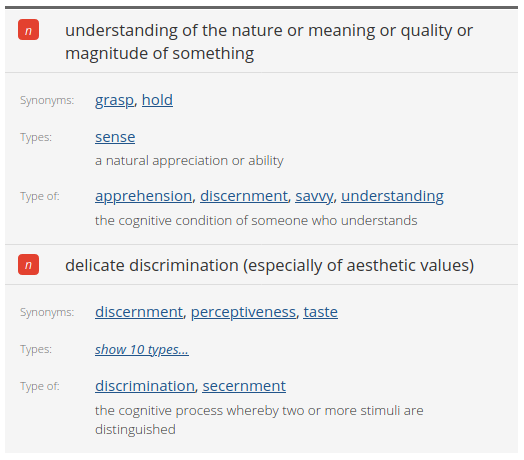 n understanding of the nature or meaning or quality or
magnitude of something
Synonyms: grasp, hold
Types: sense
a natural appreciation or ability
Type of: apprehension, discernment, savvy, understanding
the cognitive condition of someone who understands
n delicate discrimination (especially of aesthetic values)
Synonyms: discernment, perceptiveness, taste
Types: show 10 types...
Type of: discrimination, secernment
the cognitive process whereby two or more stimuli are
distinguished